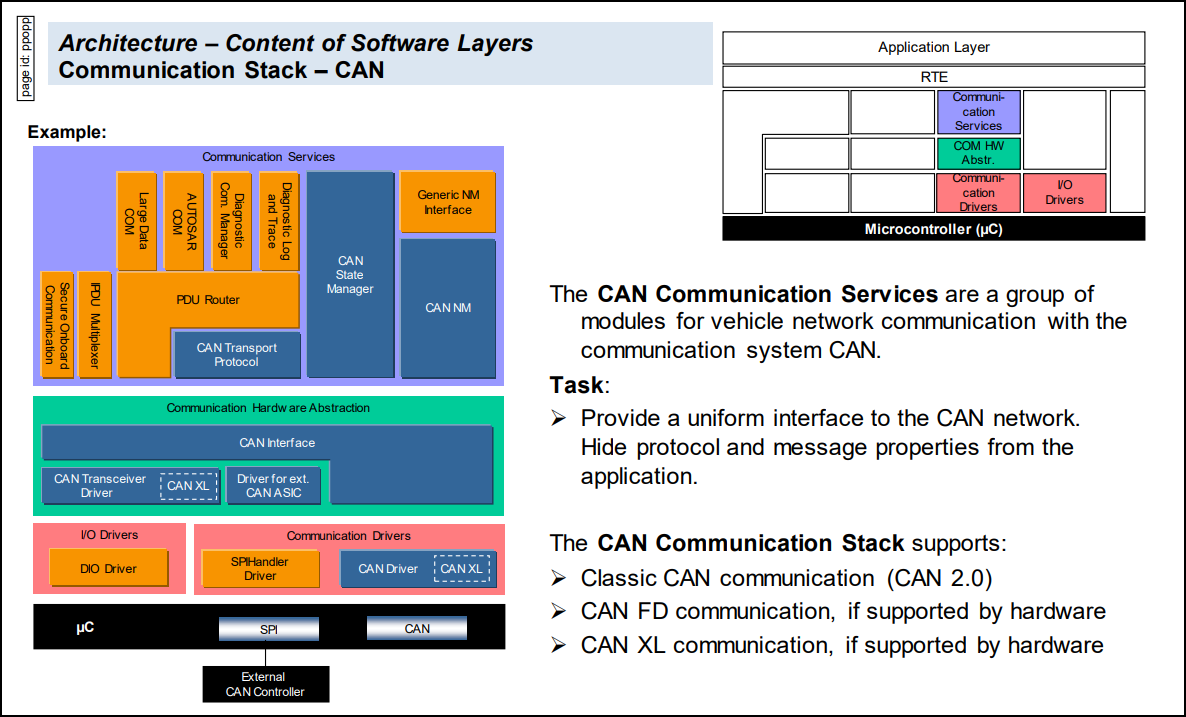 page id: ppopp
Architecture – Content of Software Layers
Communication Stack – CAN
Application Layer
RTE
Communi-
cation
Services
COM HW
Abstr.
Communi-
cation
Drivers
I/O
Drivers
Microcontroller (µC)
Example:
Communication Services
Large Data
COM
AUTOSAR
COM
Diagnostic
Com. Manager
Diagnostic Log
and Trace
CAN
State
Manager
Generic NM
Interface
CAN NM
Secure Onboard
Communication
IPDU Multiplexer
PDU Router
CAN Transport
Protocol
Communication Hardware Abstraction
CAN Interface
CAN Transceiver
Driver
CAN XL
Driver for ext.
CAN ASIC
I/O Drivers
DIO Driver
Communication Drivers
SPIHandler
Driver
CAN Driver
CAN XL
µC
SPI
CAN
External
CAN Controller
The CAN Communication Services are a group of
modules for vehicle network communication with the
communication system CAN.
Task:
➢ Provide a uniform interface to the CAN network.
Hide protocol and message properties from the
application.
The CAN Communication Stack supports:
➢ Classic CAN communication (CAN 2.0)
➢ CAN FD communication, if supported by hardware
➢ CAN XL communication, if supported by hardware